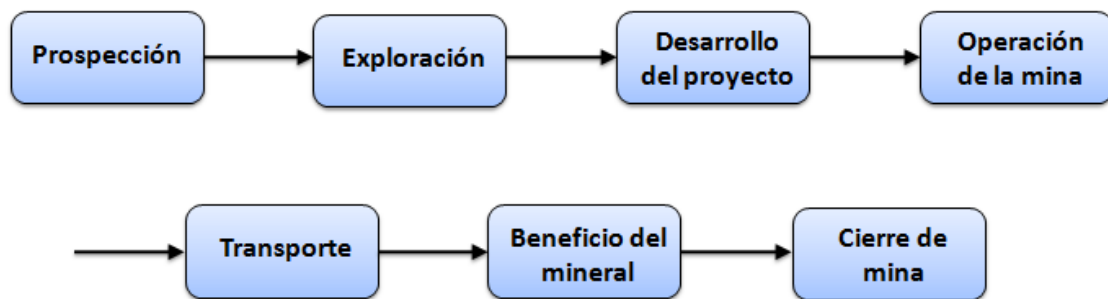 Prospección
Exploración
Desarrollo
del proyecto
Operación
de la mina
Transporte
Beneficio del
mineral
Cierre de
mina